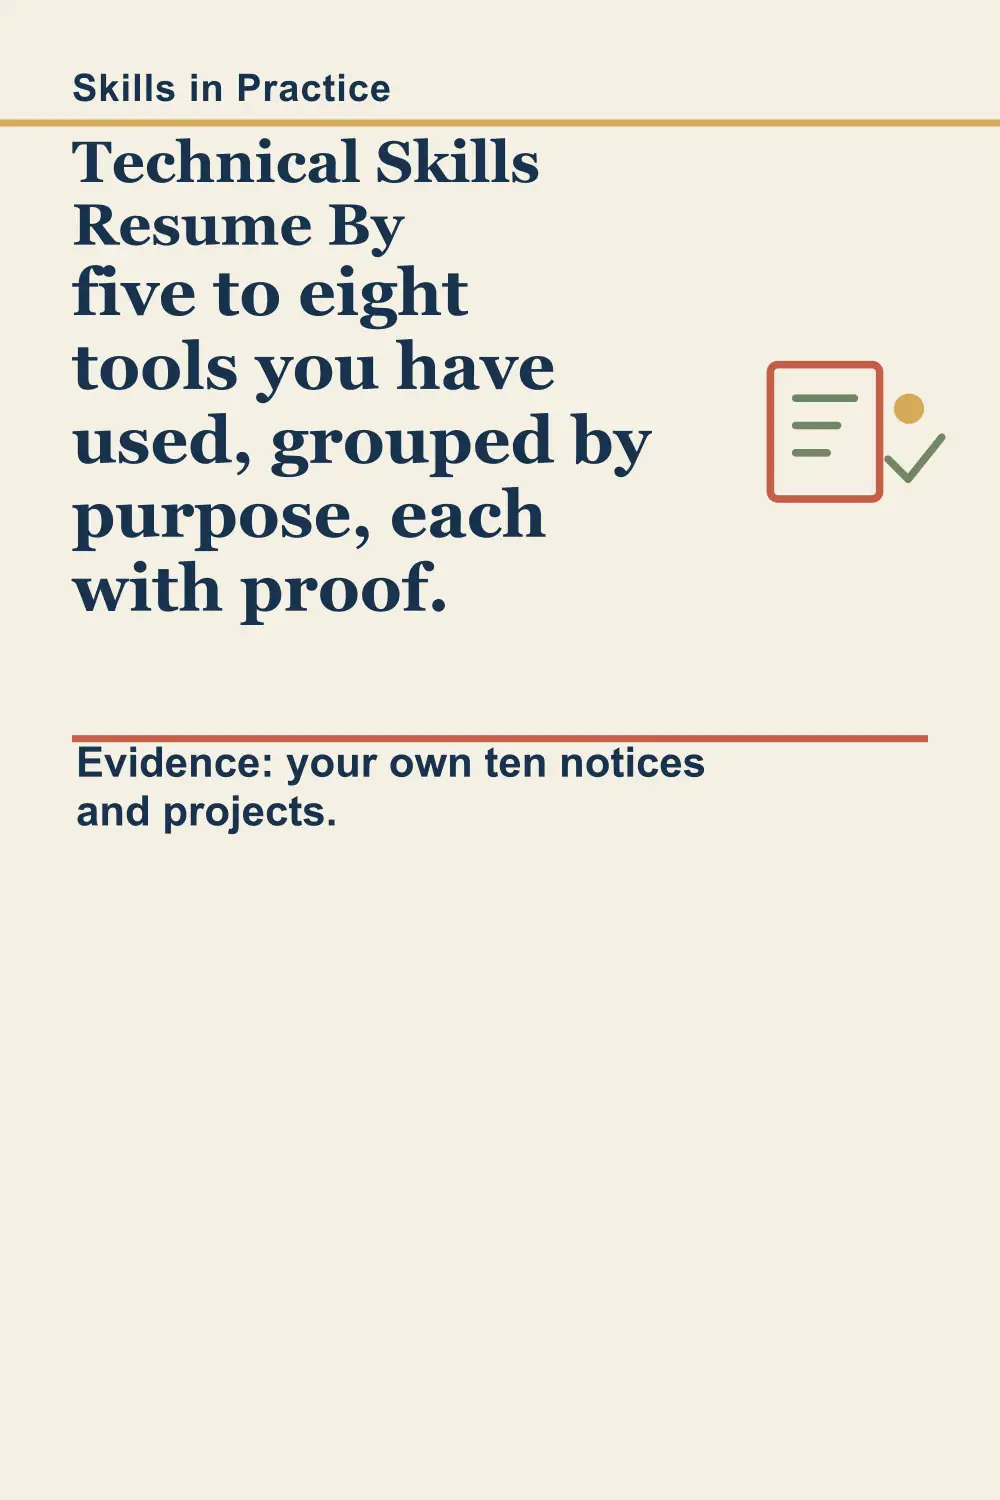 Skills in Practice
Technical Skills
Resume By
five to eight
tools you have
used, grouped by
purpose, each
with proof.
Evidence: your own ten notices
and projects.